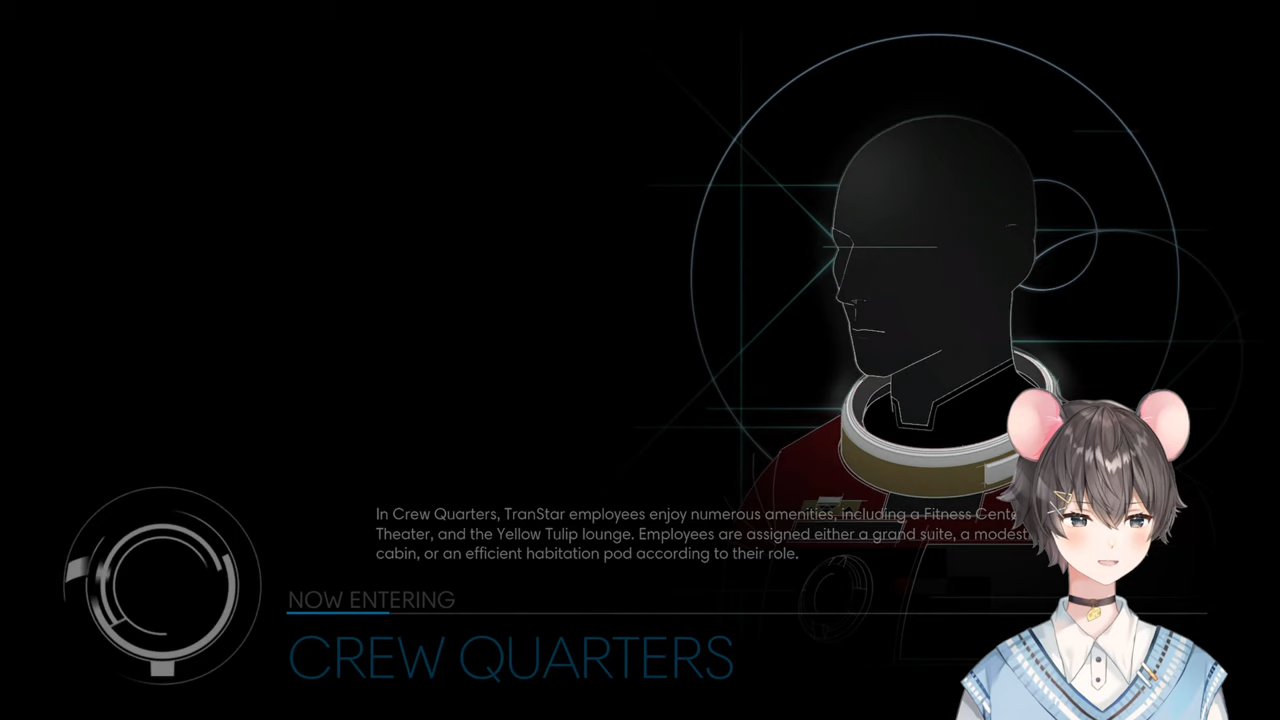 In Crew Quarters, TranStar employees enjoy numerous amenities, including a Fitness
Theater, and the Yellow Tulip lounge. Employees are assigned either a grand suite, a modest
cabin, or an efficient habitation pod according to their role.
NOW ENTERING
CREW QUARTERS